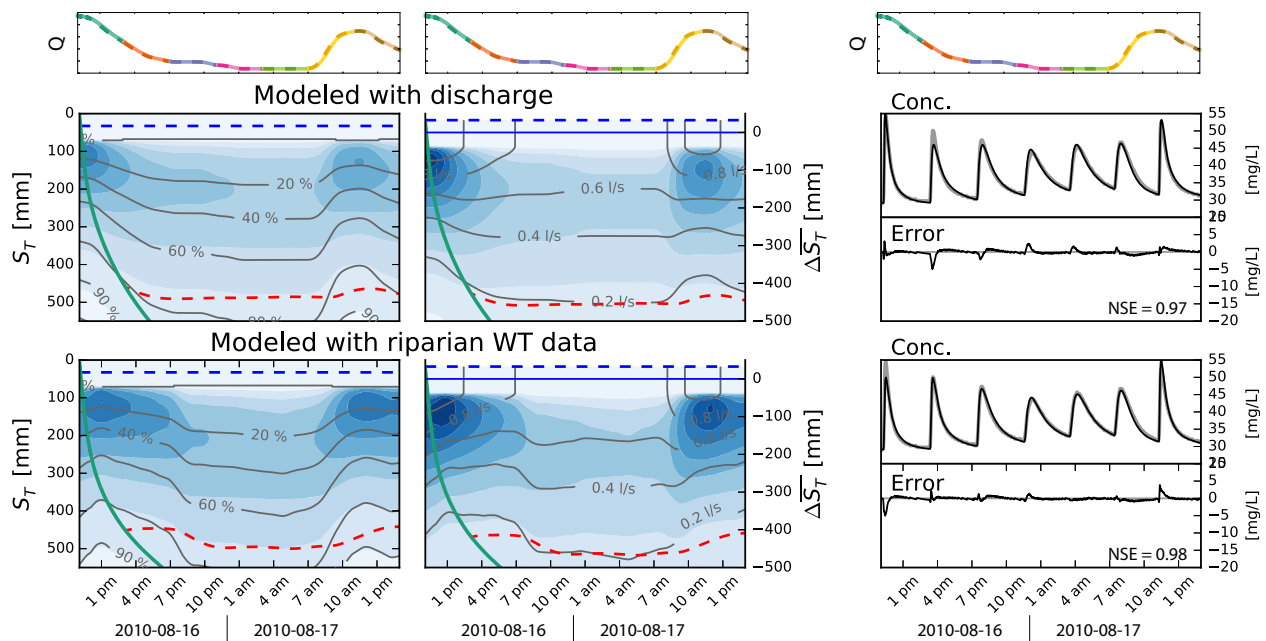 Q
Q
Modeled with discharge
0
100
200
300
400
500
S_T [mm]
20 %
40 %
60 %
90 %
0.8 l/s
0.6 l/s
0.4 l/s
0.2 l/s
0
−100
−200
−300
−400
−500
ΔS_T [mm]
Conc.
55
50
45
40
35
30
[mg/L]
Error
5
0
−5
−10
−15
−20
[mg/L]
NSE = 0.97
Modeled with riparian WT data
0
100
200
300
400
500
S_T [mm]
20 %
40 %
60 %
90 %
0.8 l/s
0.8 l/s
0.6 l/s
0.4 l/s
0.2 l/s
0
−100
−200
−300
−400
−500
ΔS_T [mm]
Conc.
55
50
45
40
35
30
[mg/L]
Error
5
0
−5
−10
−15
−20
[mg/L]
NSE = 0.98
1 pm 4 pm 7 pm 10 pm 1 am 4 am 7 am 10 am 1 pm
1 pm 4 pm 7 pm 10 pm 1 am 4 am 7 am 10 am 1 pm
1 pm 4 pm 7 pm 10 pm 1 am 4 am 7 am 10 am 1 pm
2010-08-16 2010-08-17
2010-08-16 2010-08-17
2010-08-16 2010-08-17